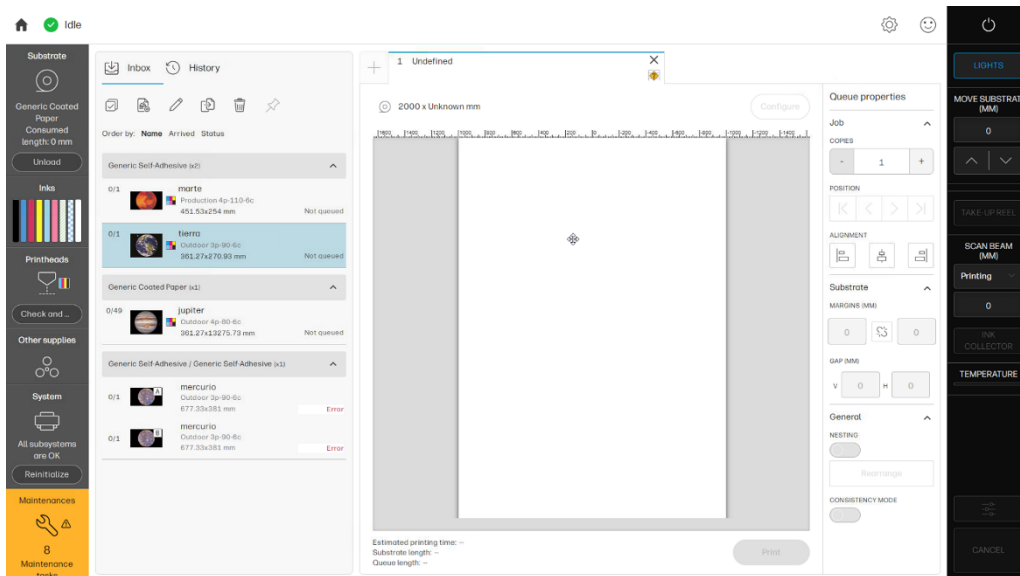 Idle
Substrate
Generic Coated
Paper
Consumed
length: 0 mm
Unload
Inks
Printheads
Check and ...
Other supplies
System
All subsystems
are OK
Reinitialize
Maintenances
8
Maintenance
tasks
Inbox
History
Order by: Name Arrived Status
Generic Self-Adhesive (x2)
0/1
marte
Production 4p-110-6c
451.53x254 mm
Not queued
0/1
tierra
Outdoor 3p-90-6c
361.27x270.93 mm
Not queued
Generic Coated Paper (x1)
0/49
jupiter
Outdoor 4p-80-6c
361.27x13275.73 mm
Not queued
Generic Self-Adhesive / Generic Self-Adhesive (x1)
0/1
A
mercurio
Outdoor 3p-90-6c
677.33x381 mm
Error
0/1
B
mercurio
Outdoor 3p-90-6c
677.33x381 mm
Error
1 Undefined
2000 x Unknown mm
Configure
Estimated printing time: –
Substrate length: –
Queue length: –
Print
Queue properties
Job
COPIES
- 1 +
POSITION
ALIGNMENT
Substrate
MARGINS (MM)
0 0
GAP (MM)
V 0 H 0
General
NESTING
Rearrange
CONSISTENCY MODE
LIGHTS
MOVE SUBSTRAT
(MM)
0
TAKE-UP REEL
SCAN BEAM
(MM)
Printing
0
INK
COLLECTOR
TEMPERATURE
CANCEL